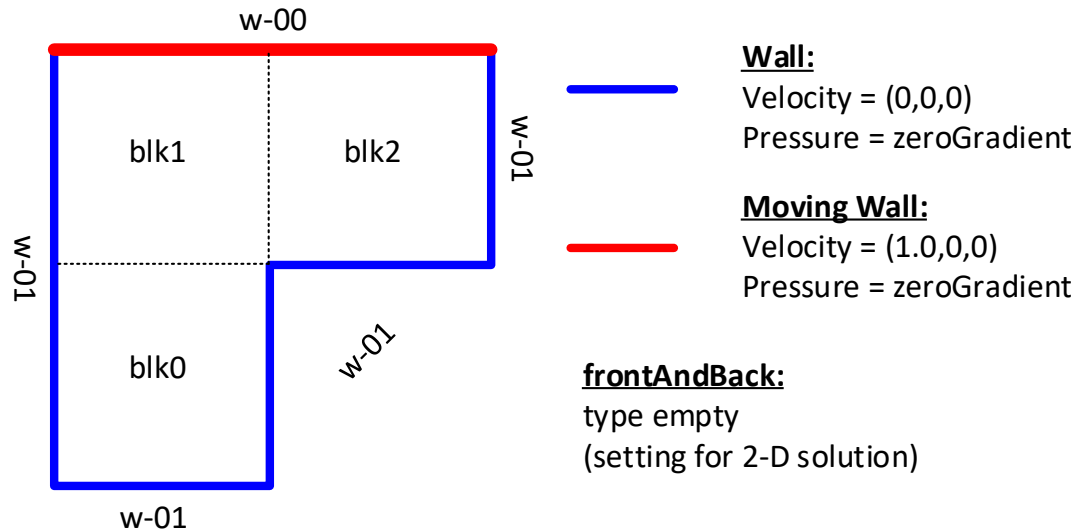 w-00
blk1
blk2
w-01
w-01
blk0
w-01
w-01
Wall:
Velocity = (0,0,0)
Pressure = zeroGradient
Moving Wall:
Velocity = (1.0,0,0)
Pressure = zeroGradient
frontAndBack:
type empty
(setting for 2-D solution)